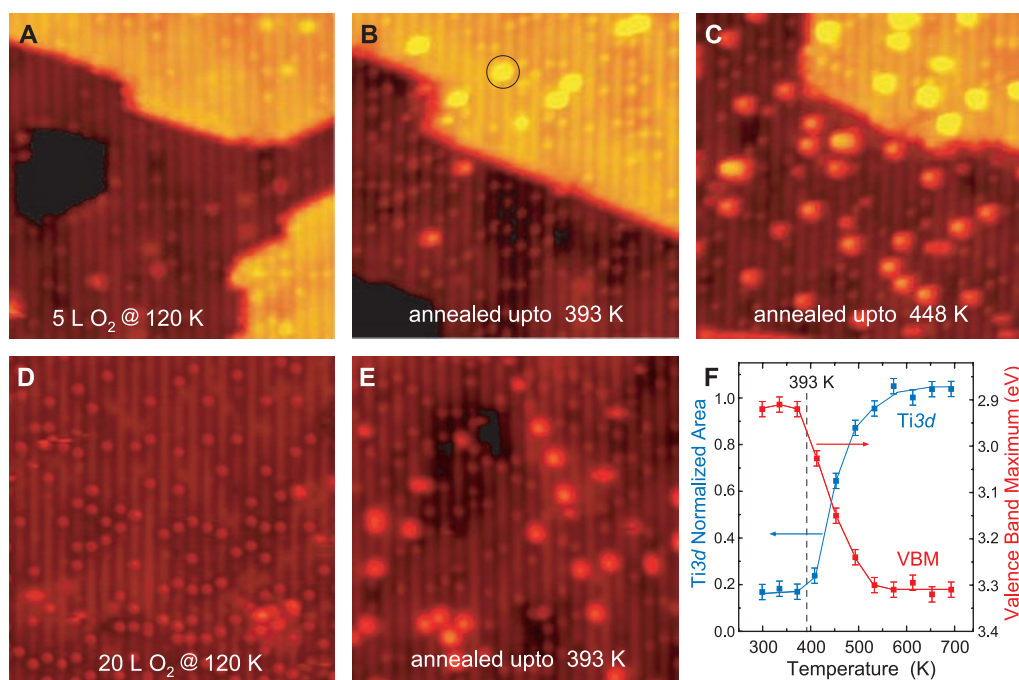 A
5 L O₂ @ 120 K
B
annealed upto 393 K
C
annealed upto 448 K
D
20 L O₂ @ 120 K
E
annealed upto 393 K
F
393 K
Ti3d
VBM
Ti3d Normalized Area
1.0
0.8
0.6
0.4
0.2
0.0
2.9
3.0
3.1
3.2
3.3
3.4
Valence Band Maximum (eV)
300 400 500 600 700
Temperature (K)